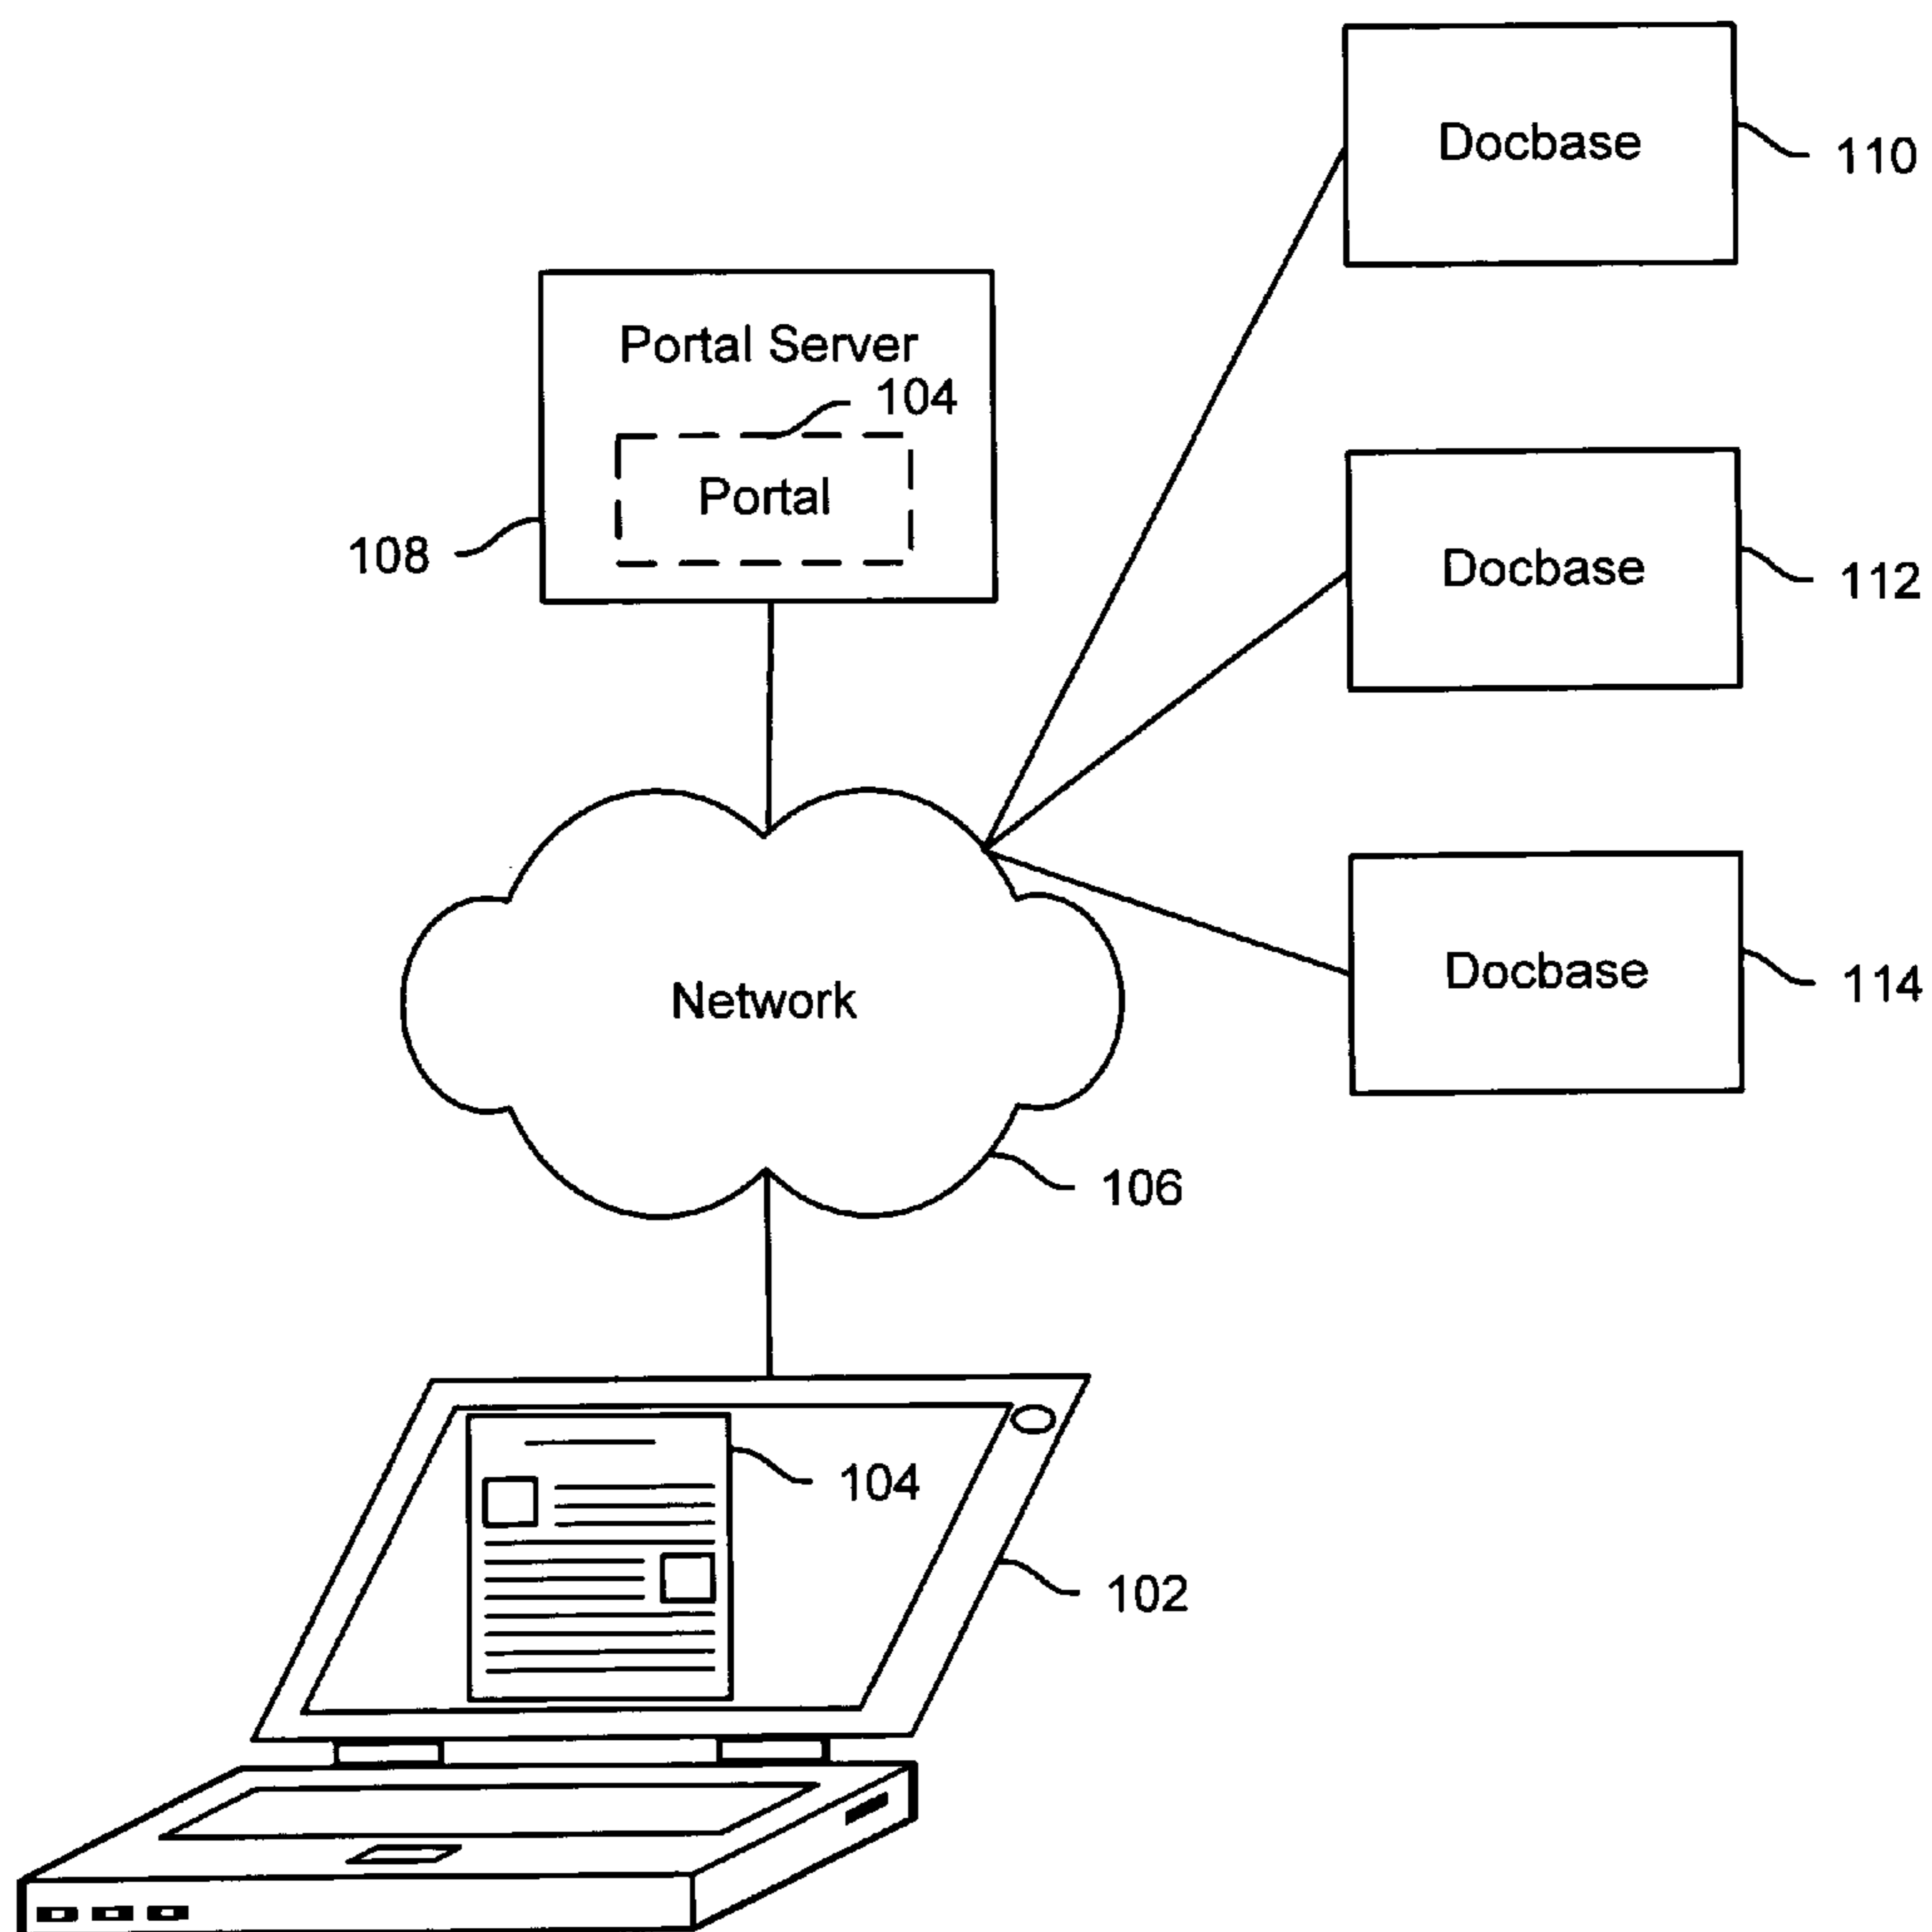 Docbase
110
Portal Server
104
Portal
108
Docbase
112
Docbase
114
Network
106
104
102